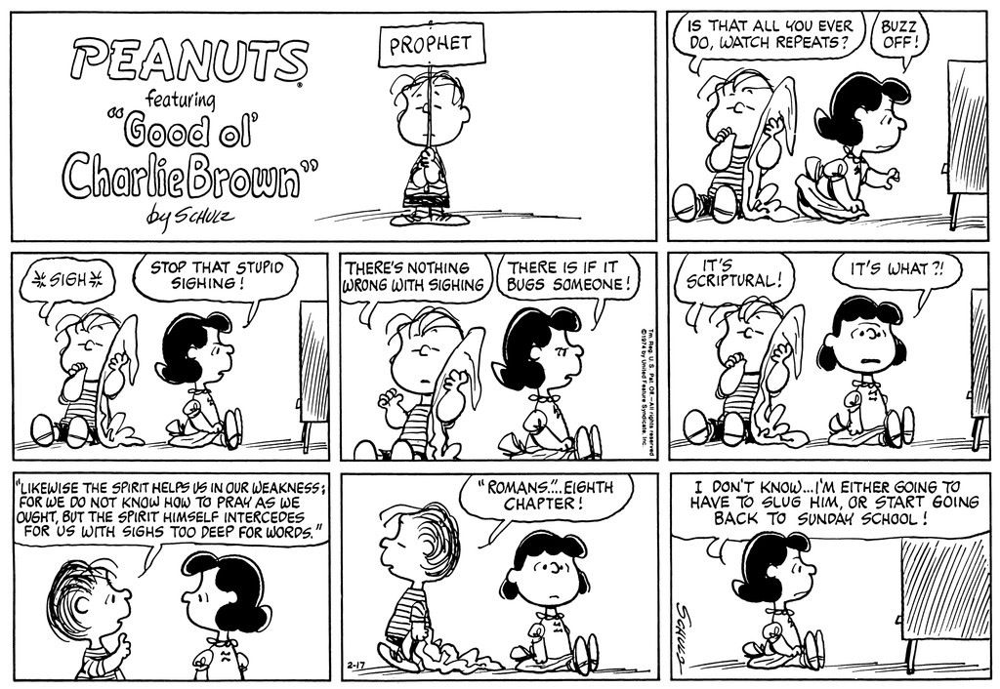 PEANUTS®
featuring
"Good ol'
CharlieBrown"
by SCHULZ
PROPHET
IS THAT ALL YOU EVER
DO, WATCH REPEATS?
BUZZ
OFF!
*SIGH*
STOP THAT STUPID
SIGHING!
THERE'S NOTHING
WRONG WITH SIGHING
THERE IS IF IT
BUGS SOMEONE!
Tm. Reg. U.S. Pat. Off.—All rights reserved
©1974 by United Feature Syndicate, Inc.
IT'S
SCRIPTURAL!
IT'S WHAT?!
"LIKEWISE THE SPIRIT HELPS US IN OUR WEAKNESS;
FOR WE DO NOT KNOW HOW TO PRAY AS WE
OUGHT, BUT THE SPIRIT HIMSELF INTERCEDES
FOR US WITH SIGHS TOO DEEP FOR WORDS."
"ROMANS"....EIGHTH
CHAPTER!
2-17
I DON'T KNOW...I'M EITHER GOING TO
HAVE TO SLUG HIM, OR START GOING
BACK TO SUNDAY SCHOOL!
SCHULZ